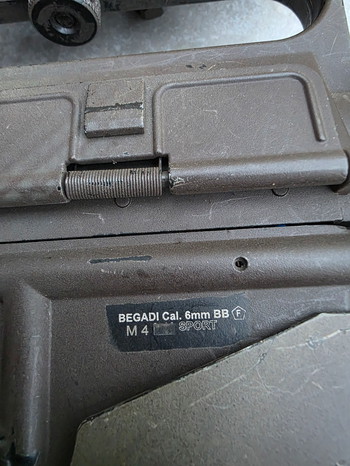 BEGADI Cal. 6mm BB Ⓕ
M4 SPORT